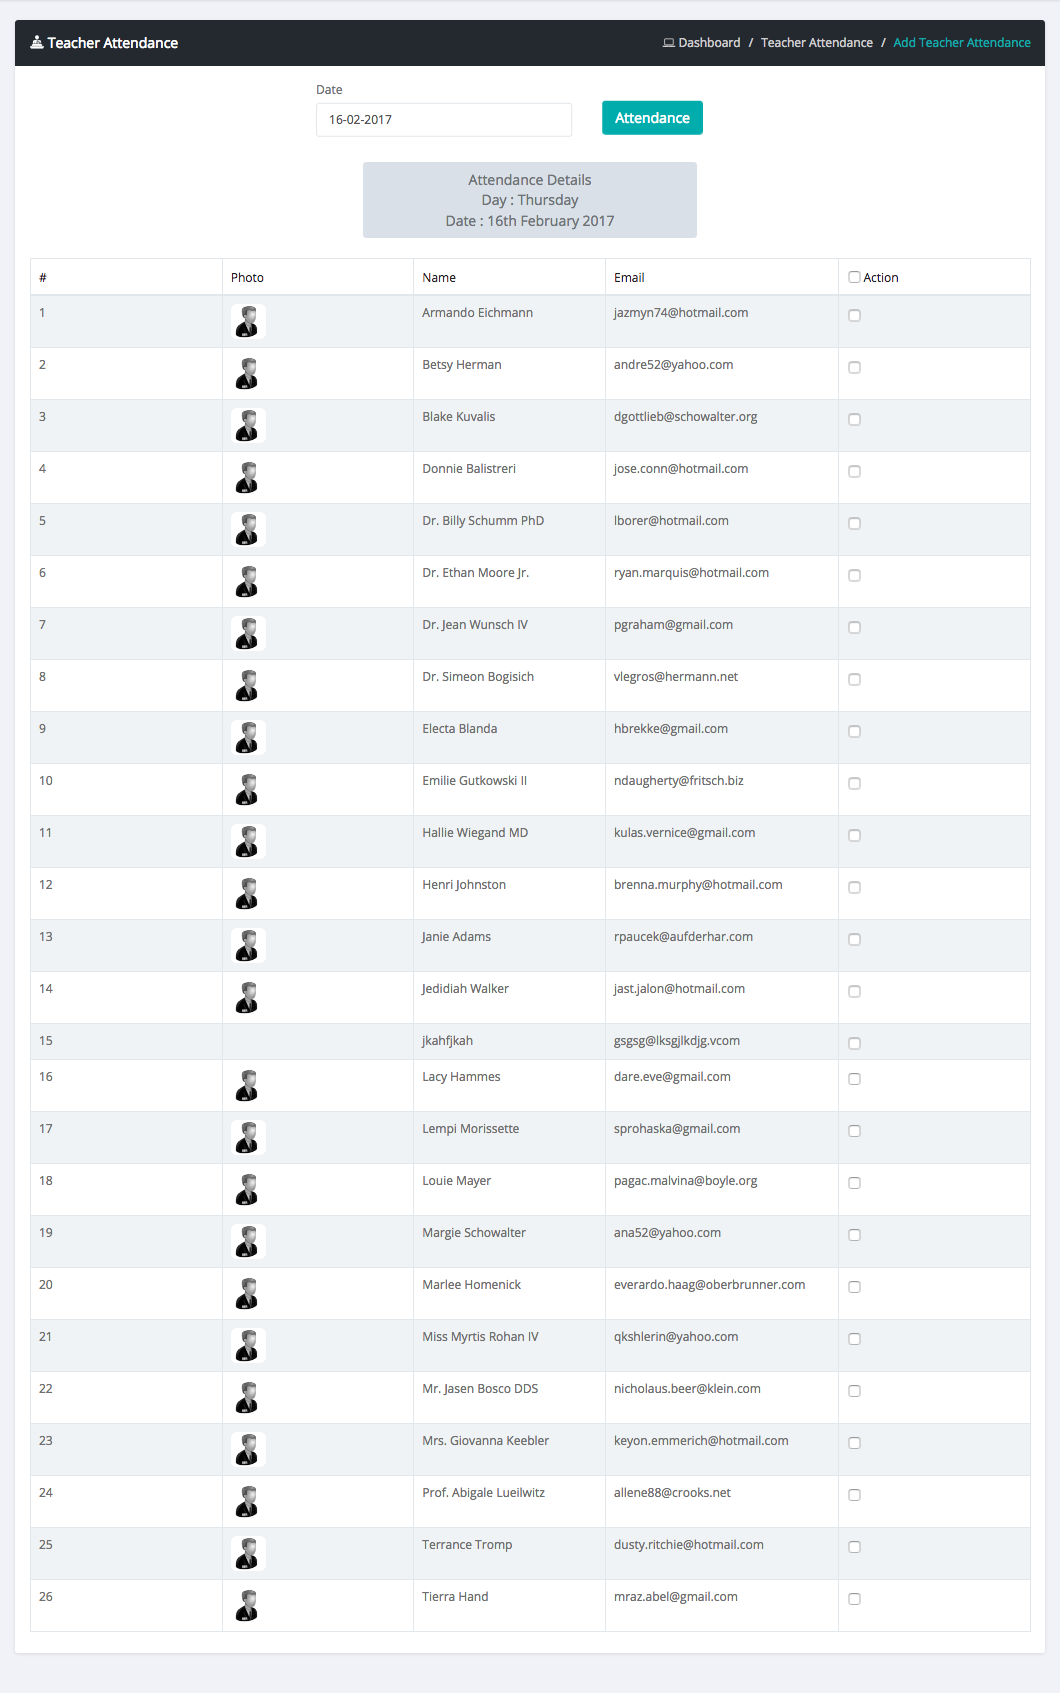 Teacher Attendance
Dashboard / Teacher Attendance / Add Teacher Attendance
Date
16-02-2017
Attendance
Attendance Details
Day : Thursday
Date : 16th February 2017
# Photo Name Email Action
1 Armando Eichmann jazmyn74@hotmail.com
2 Betsy Herman andre52@yahoo.com
3 Blake Kuvalis dgottlieb@schowalter.org
4 Donnie Balistreri jose.conn@hotmail.com
5 Dr. Billy Schumm PhD lborer@hotmail.com
6 Dr. Ethan Moore Jr. ryan.marquis@hotmail.com
7 Dr. Jean Wunsch IV pgraham@gmail.com
8 Dr. Simeon Bogisich vlegros@hermann.net
9 Electa Blanda hbrekke@gmail.com
10 Emilie Gutkowski II ndaugherty@fritsch.biz
11 Hallie Wiegand MD kulas.vernice@gmail.com
12 Henri Johnston brenna.murphy@hotmail.com
13 Janie Adams rpaucek@aufderhar.com
14 Jedidiah Walker jast.jalon@hotmail.com
15 jkahfjkah gsgsg@lksgjlkdjg.vcom
16 Lacy Hammes dare.eve@gmail.com
17 Lempi Morissette sprohaska@gmail.com
18 Louie Mayer pagac.malvina@boyle.org
19 Margie Schowalter ana52@yahoo.com
20 Marlee Homenick everardo.haag@oberbrunner.com
21 Miss Myrtis Rohan IV qkshlerin@yahoo.com
22 Mr. Jasen Bosco DDS nicholaus.beer@klein.com
23 Mrs. Giovanna Keebler keyon.emmerich@hotmail.com
24 Prof. Abigale Lueilwitz allene88@crooks.net
25 Terrance Tromp dusty.ritchie@hotmail.com
26 Tierra Hand mraz.abel@gmail.com